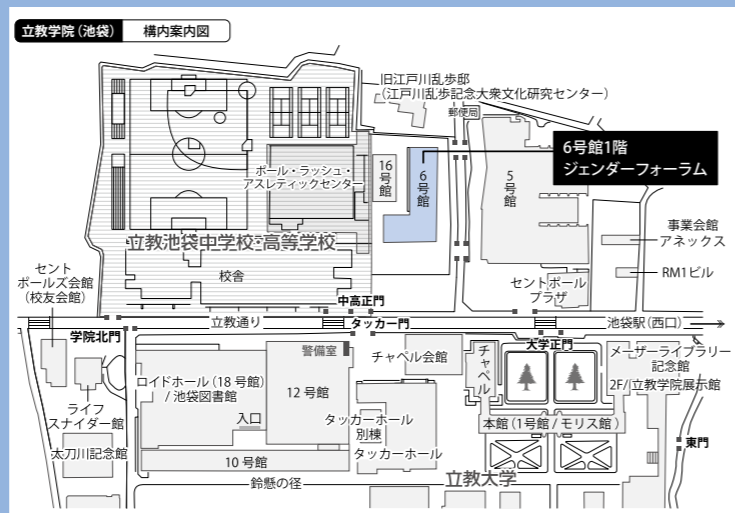 立教学院(池袋) 構内案内図
旧江戸川乱歩邸
(江戸川乱歩記念大衆文化研究センター)
郵便局
6号館1階
ジェンダーフォーラム
ポール・ラッシュ・
アスレティックセンター
16号館
6号館
5号館
立教池袋中学校・高等学校
事業会館
アネックス
RM1ビル
セント
ポールズ会館
(校友会館)
校舎
セントポール
プラザ
中高正門
学院北門
立教通り
タッカー門
大学正門
池袋駅(西口)
警備室
チャペル会館
チャペル
メーザーライブラリー
記念館
2F/立教学院展示館
ロイドホール(18号館)
/池袋図書館
12号館
ライフ
スナイダー館
入口
タッカーホール
別棟
タッカーホール
本館(1号館/モリス館)
太刀川記念館
10号館
東門
鈴懸の径
立教大学